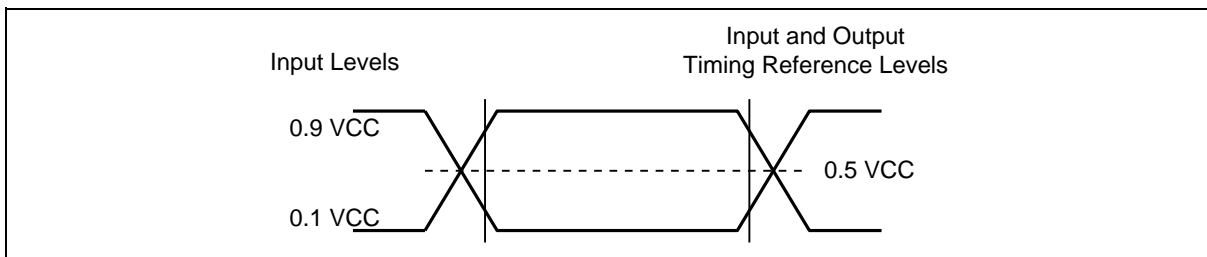 Input Levels
Input and Output
Timing Reference Levels
0.9 VCC
0.5 VCC
0.1 VCC